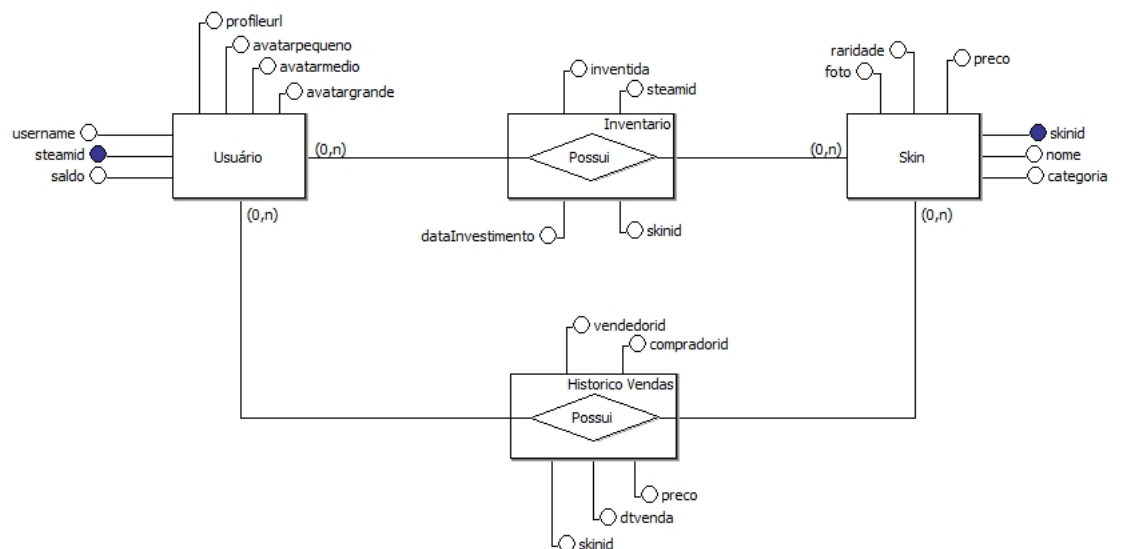 profileurl
avatarpequeno
avatarmedio
avatargrande
username
steamid
saldo
Usuário
(0,n)
(0,n)
inventida
steamid
Inventario
Possui
dataInvestimento
skinid
raridade
foto
preco
(0,n)
Skin
skinid
nome
categoria
(0,n)
vendedorid
compradorid
Historico Vendas
Possui
preco
dtvenda
skinid